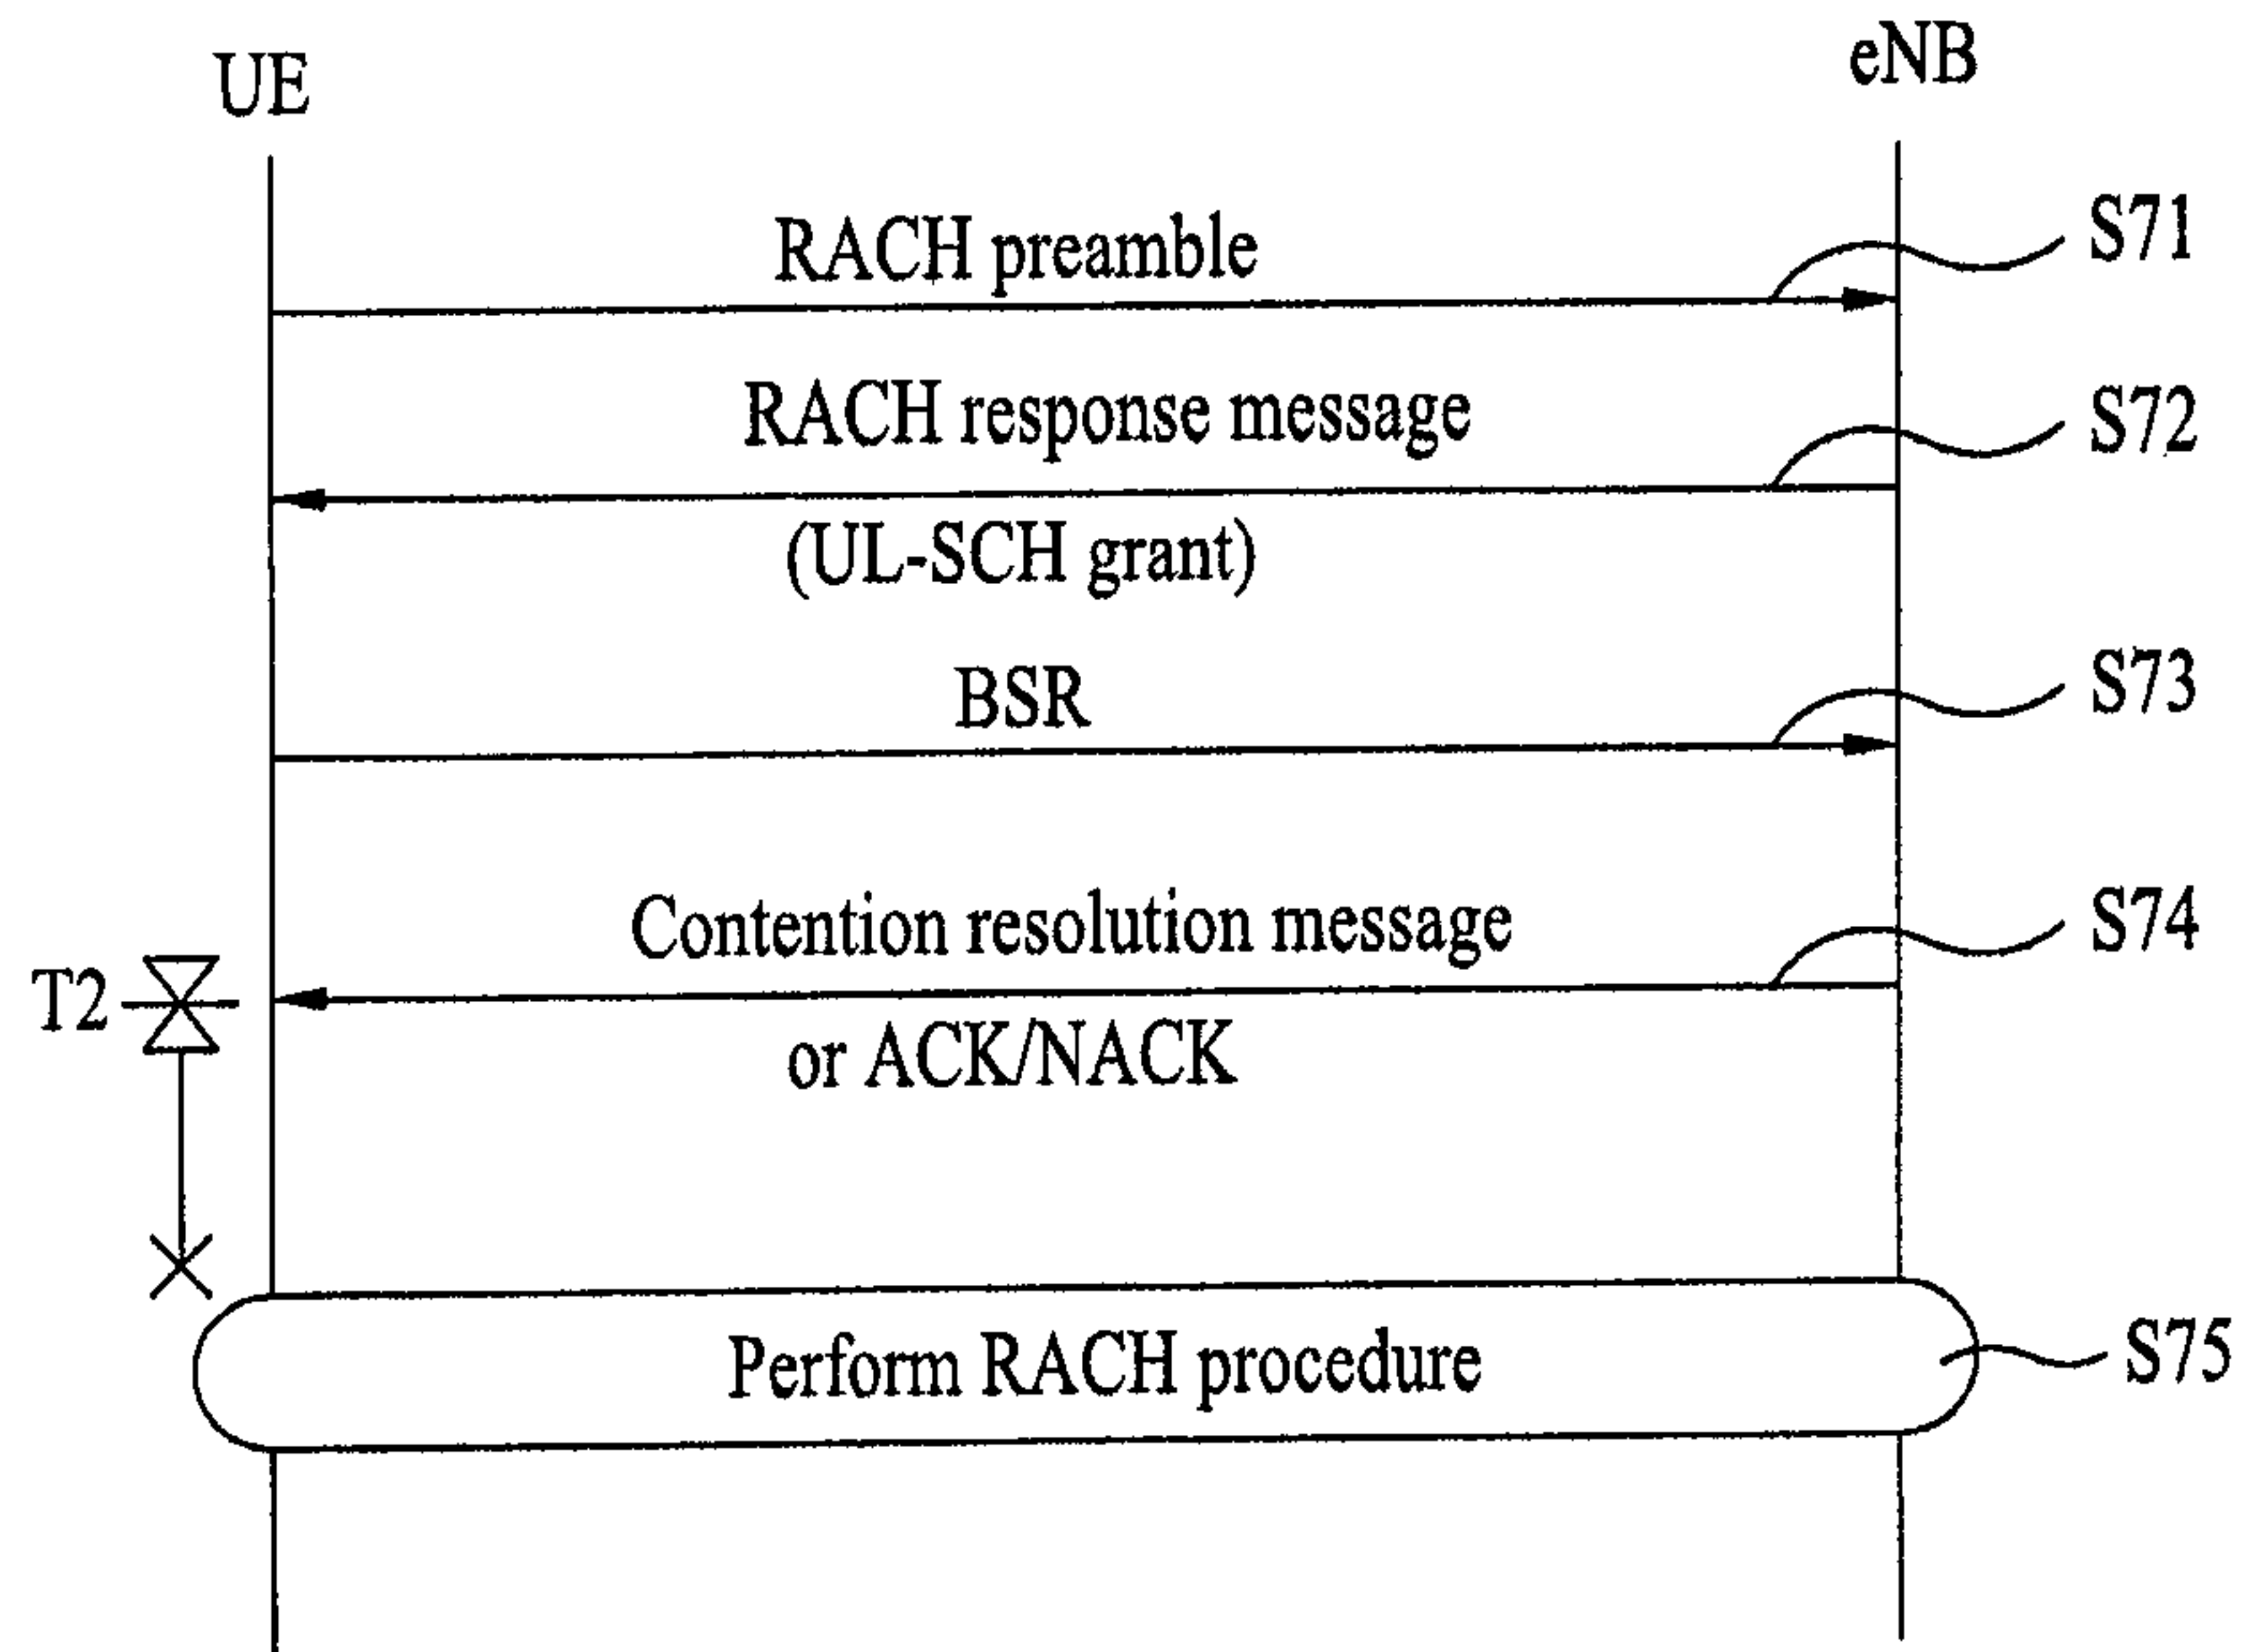 UE
eNB
RACH preamble
S71
RACH response message
S72
(UL-SCH grant)
BSR
S73
Contention resolution message
S74
T2
or ACK/NACK
Perform RACH procedure
S75